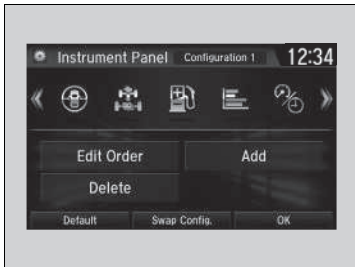 Instrument Panel Configuration 1 12:34
Edit Order Add
Delete
Default Swap Config. OK